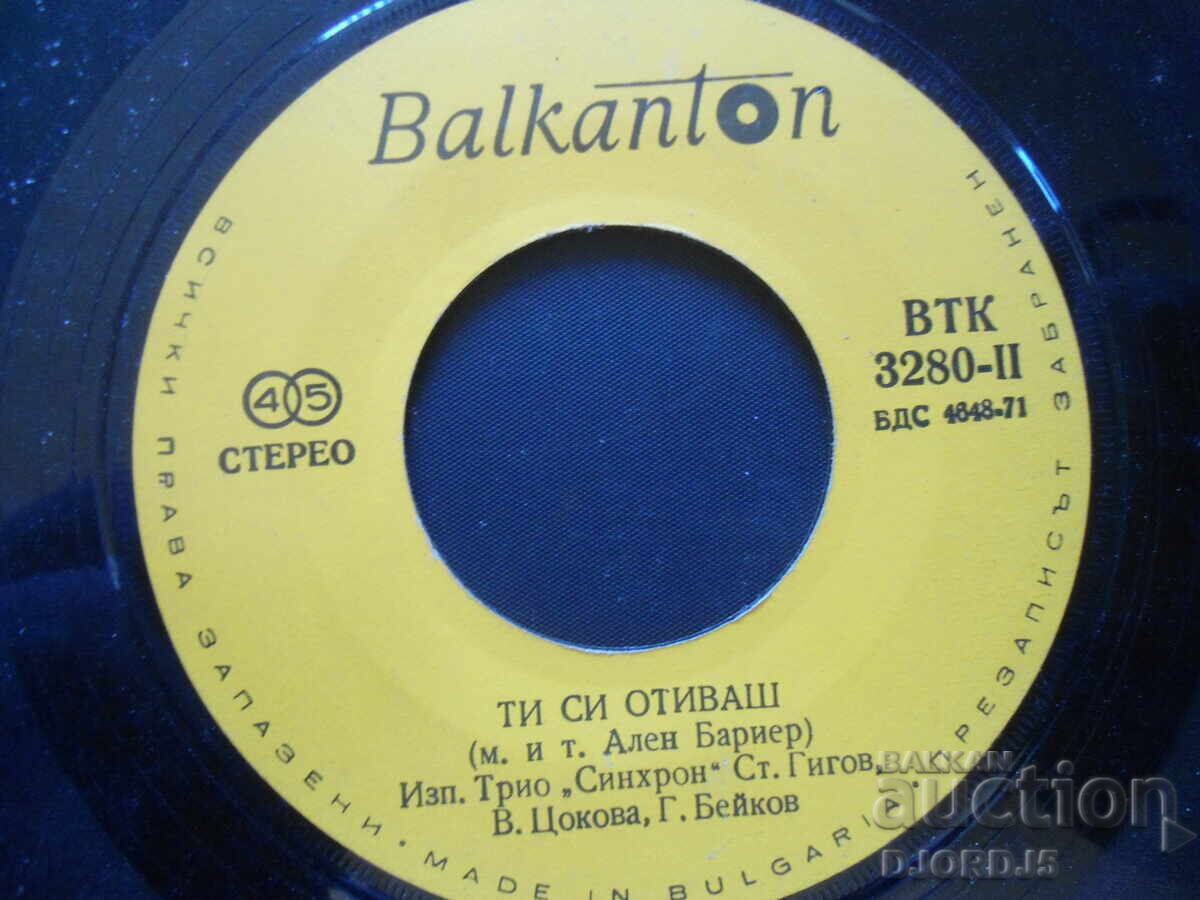 Balkanton
ВСИЧКИ ПРАВА ЗАПАЗЕНИ • MADE IN BULGARIA • ПРЕЗАПИСЪТ ЗАБРАНЕН
45
СТЕРЕО
ВТК
3280-II
БДС 4848-71
ТИ СИ ОТИВАШ
(м. и т. Ален Бариер)
Изп. Трио „Синхрон“ Ст. Гигов,
В. Цокова, Г. Бейков
BAKKAN
auction
DJORDJ5